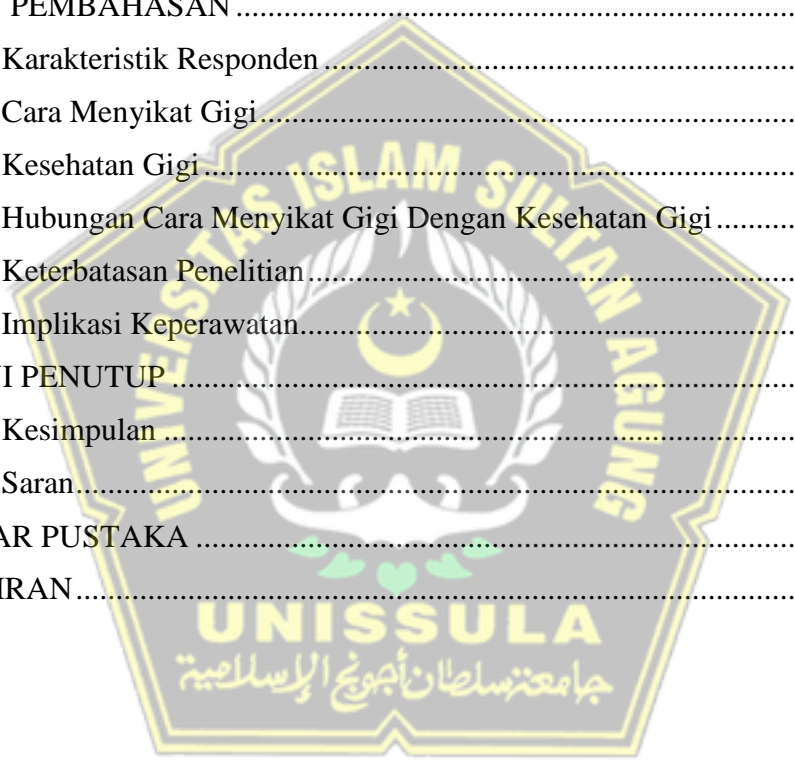 PEMBAHASAN ........................................................................
Karakteristik Responden ............................................................
Cara Menyikat Gigi....................................................................
Kesehatan Gigi ...........................................................................
Hubungan Cara Menyikat Gigi Dengan Kesehatan Gigi ..........
Keterbatasan Penelitian ..............................................................
Implikasi Keperawatan...............................................................
I PENUTUP ................................................................................
Kesimpulan .................................................................................
Saran............................................................................................
AR PUSTAKA ............................................................................
IRAN ...........................................................................................
UNIVERSITAS ISLAM SULTAN AGUNG
UNISSULA
جامعة سلطان أجونج الإسلامية